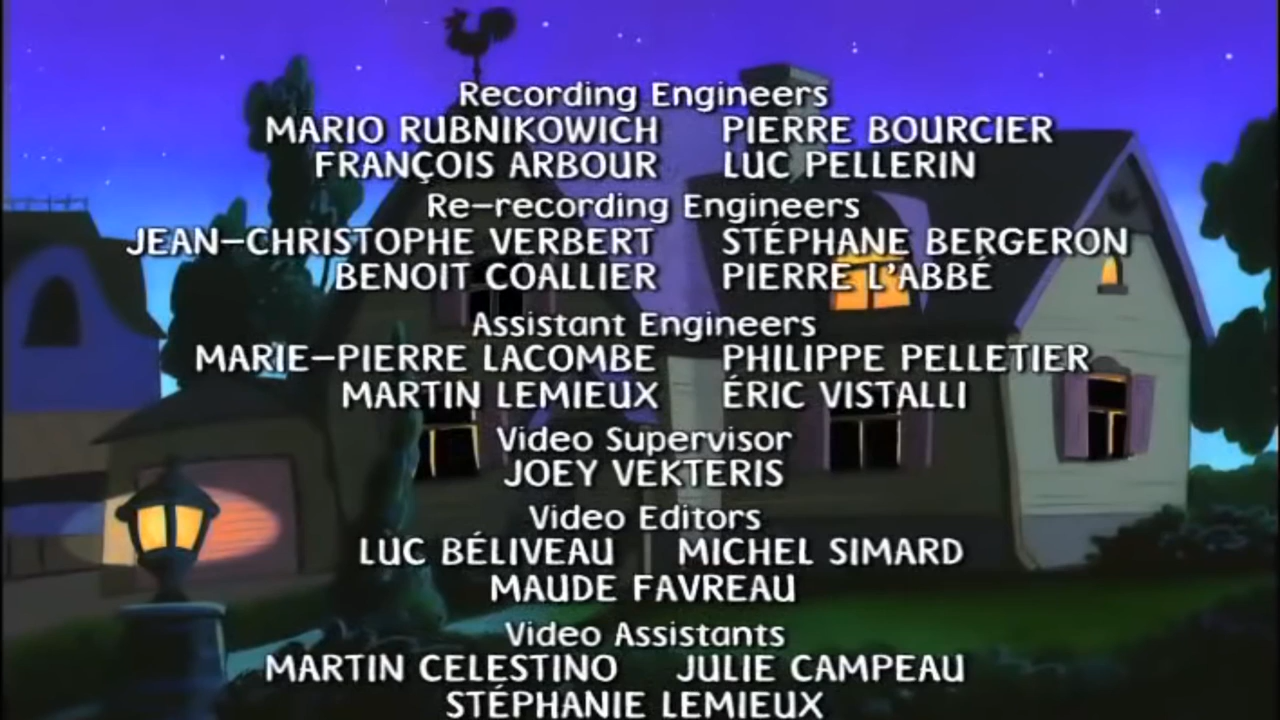 Recording Engineers
MARIO RUBNIKOWICH PIERRE BOURCIER
FRANÇOIS ARBOUR LUC PELLERIN
Re-recording Engineers
JEAN-CHRISTOPHE VERBERT STÉPHANE BERGERON
BENOIT COALLIER PIERRE L'ABBÉ
Assistant Engineers
MARIE-PIERRE LACOMBE PHILIPPE PELLETIER
MARTIN LEMIEUX ÉRIC VISTALLI
Video Supervisor
JOEY VEKTERIS
Video Editors
LUC BÉLIVEAU MICHEL SIMARD
MAUDE FAVREAU
Video Assistants
MARTIN CELESTINO JULIE CAMPEAU
STÉPHANIE LEMIEUX